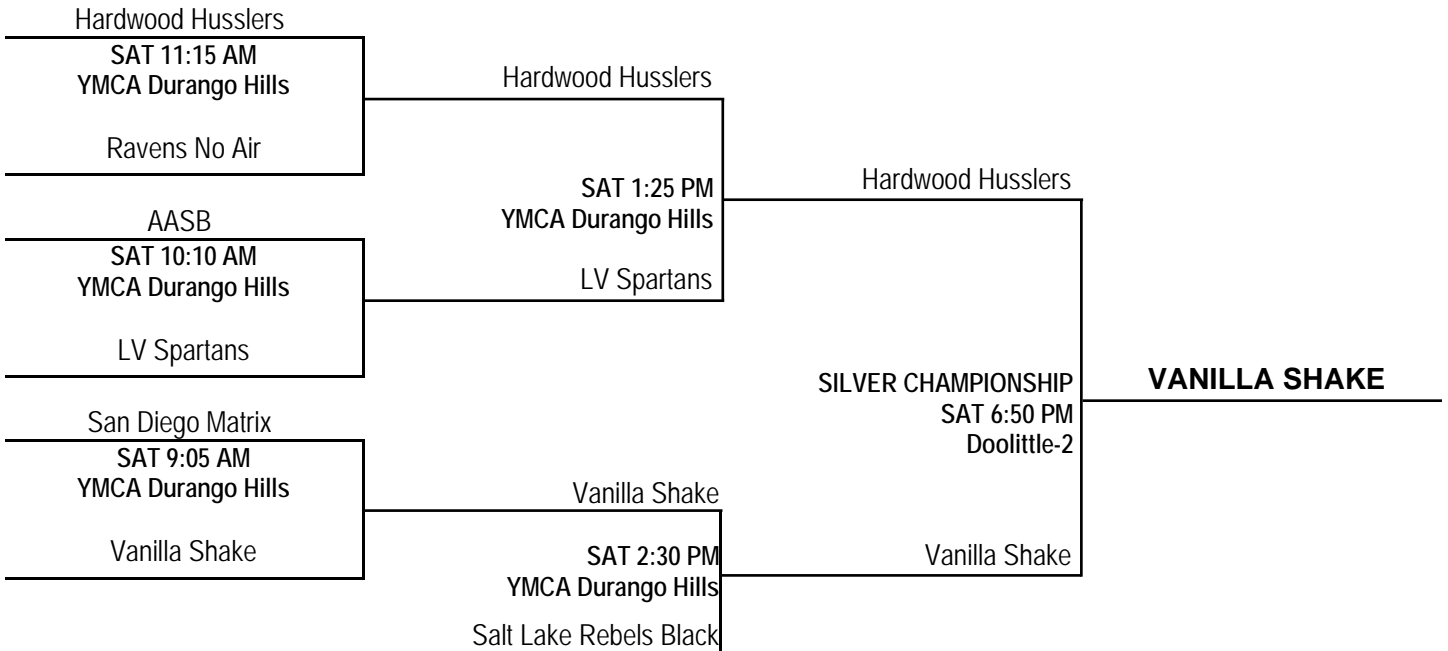 Hardwood Husslers
SAT 11:15 AM
YMCA Durango Hills
Ravens No Air
AASB
SAT 10:10 AM
YMCA Durango Hills
LV Spartans
San Diego Matrix
SAT 9:05 AM
YMCA Durango Hills
Vanilla Shake
Hardwood Husslers
SAT 1:25 PM
YMCA Durango Hills
LV Spartans
Vanilla Shake
SAT 2:30 PM
YMCA Durango Hills
Salt Lake Rebels Black
Hardwood Husslers
SILVER CHAMPIONSHIP
SAT 6:50 PM
Doolittle-2
Vanilla Shake
VANILLA SHAKE